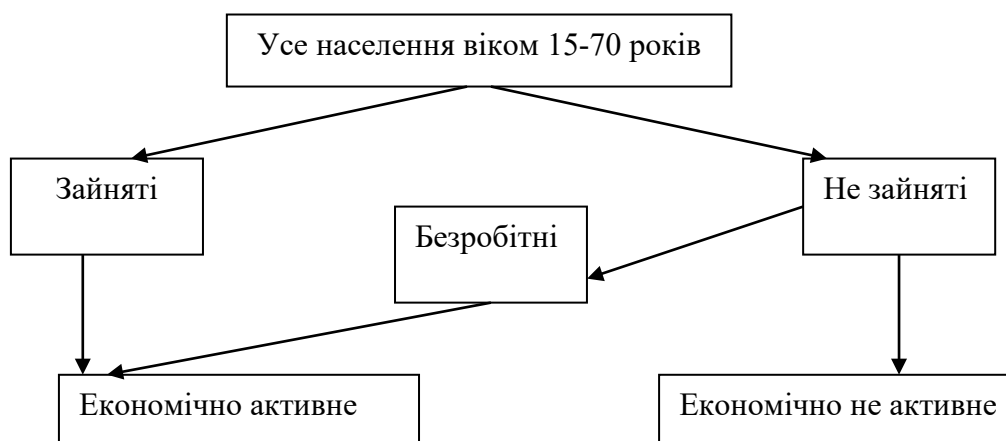 Усе населення віком 15-70 років
Зайняті
Не зайняті
Безробітні
Економічно активне
Економічно не активне